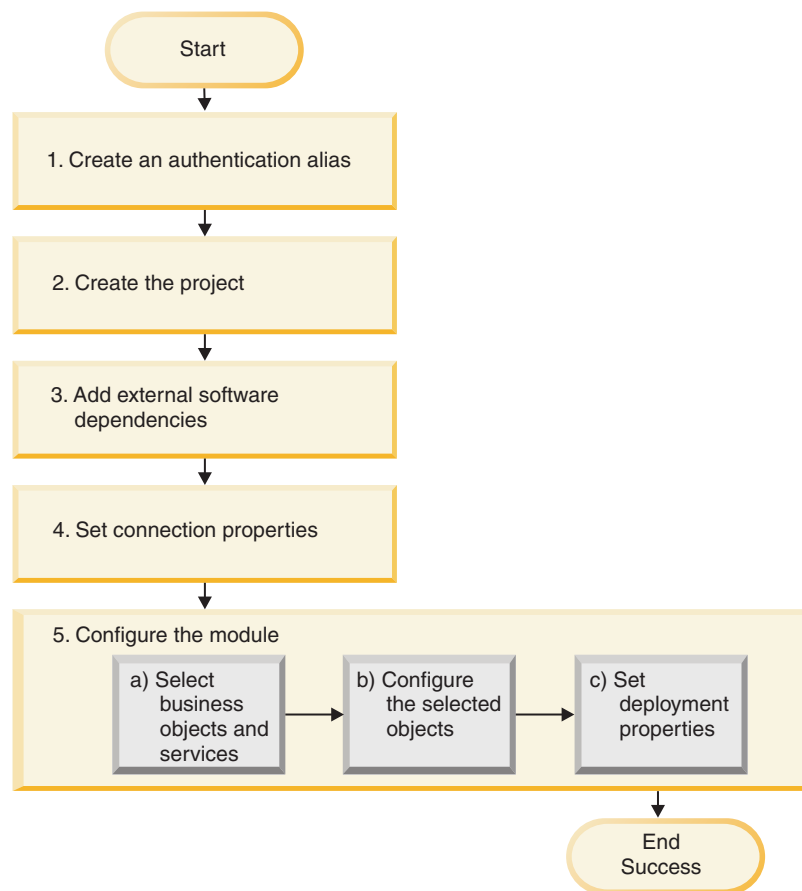 Start
1. Create an authentication alias
2. Create the project
3. Add external software
dependencies
4. Set connection properties
5. Configure the module
a) Select
business
objects and
services
b) Configure
the selected
objects
c) Set
deployment
properties
End
Success